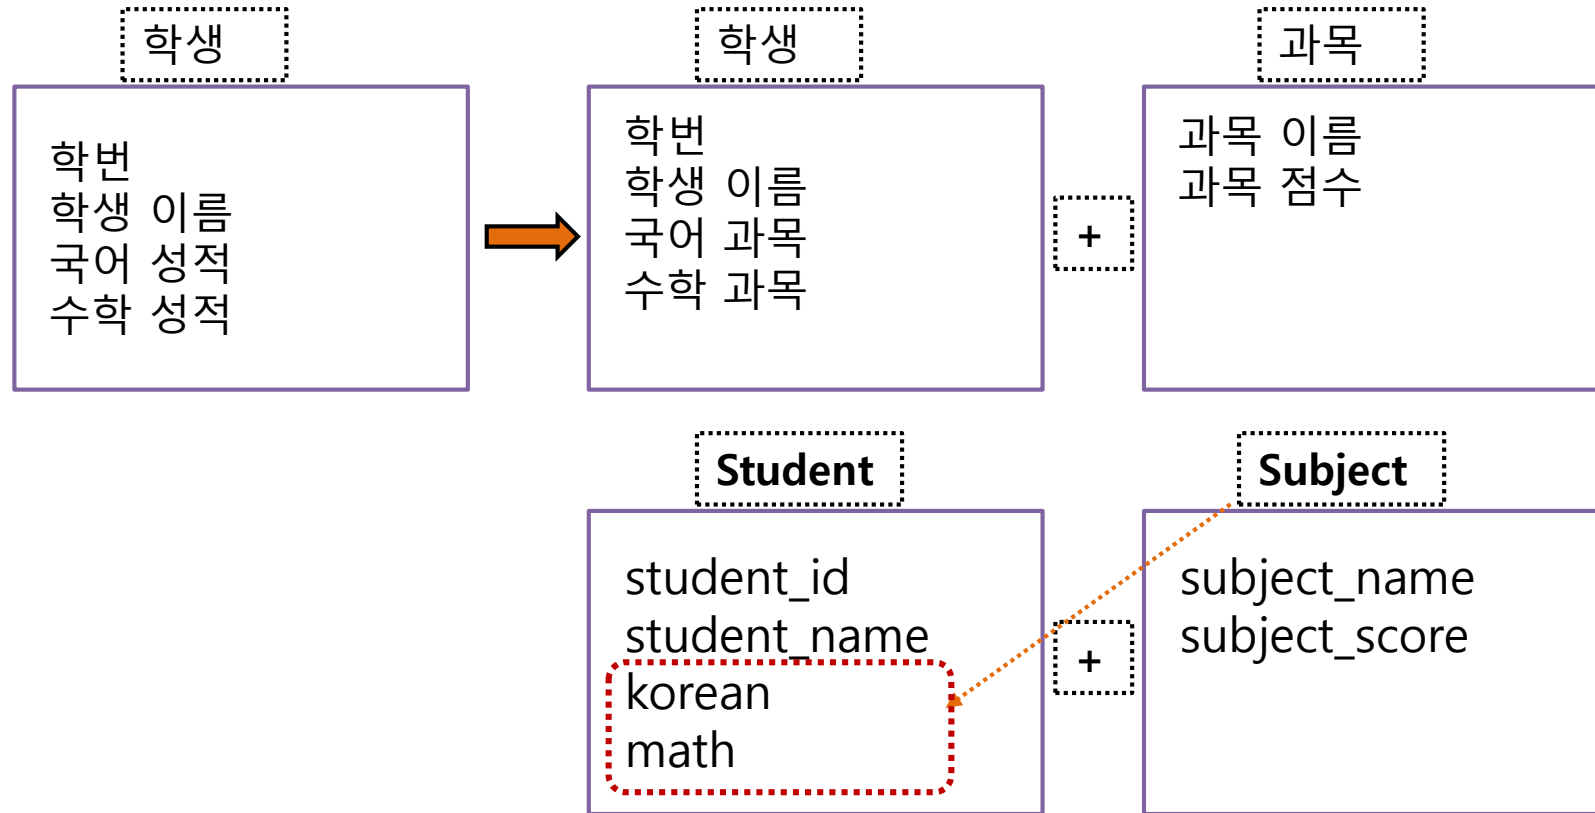 학생
학번
학생 이름
국어 성적
수학 성적
학생
학번
학생 이름
국어 과목
수학 과목
+
과목
과목 이름
과목 점수
Student
student_id
student_name
korean
math
+
Subject
subject_name
subject_score